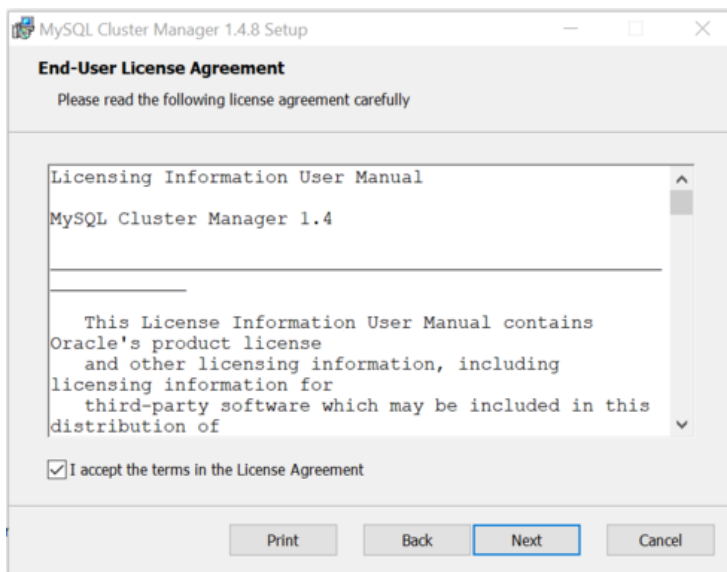 MySQL Cluster Manager 1.4.8 Setup
End-User License Agreement
Please read the following license agreement carefully
Licensing Information User Manual
MySQL Cluster Manager 1.4
This License Information User Manual contains
Oracle's product license
and other licensing information, including
licensing information for
third-party software which may be included in this
distribution of
I accept the terms in the License Agreement
Print Back Next Cancel